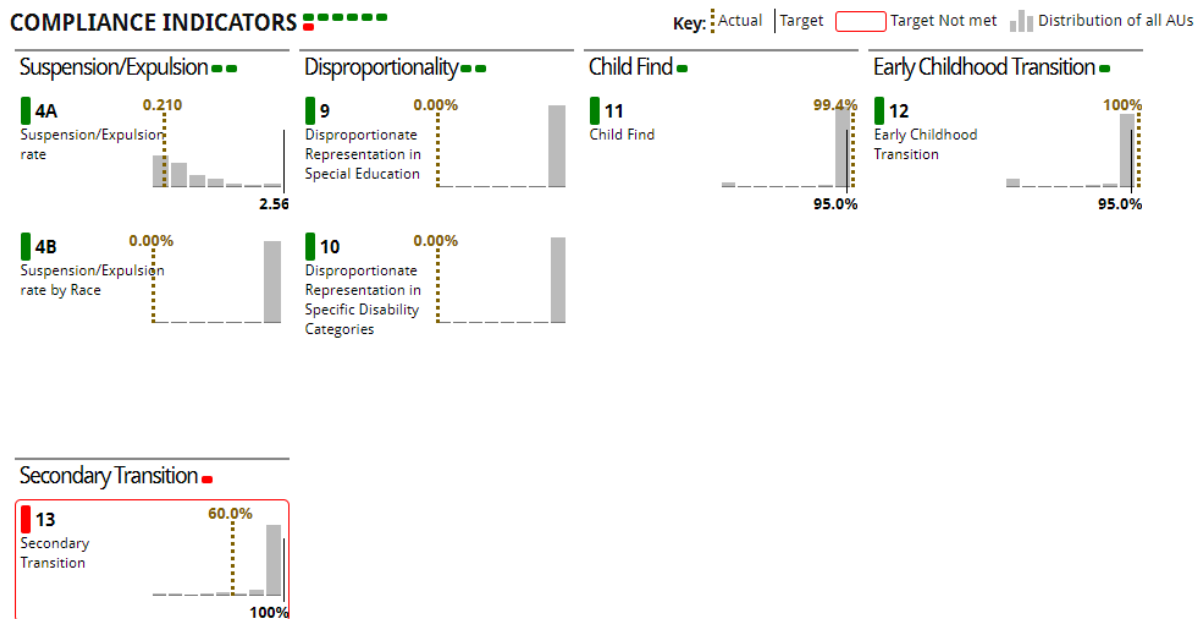 COMPLIANCE INDICATORS
Key: Actual Target Target Not met Distribution of all AUs
Suspension/Expulsion
4A
0.210
Suspension/Expulsion
rate
2.56
4B
0.00%
Suspension/Expulsion
rate by Race
Disproportionality
9
0.00%
Disproportionate
Representation in
Special Education
10
0.00%
Disproportionate
Representation in
Specific Disability
Categories
Child Find
11
99.4%
Child Find
95.0%
Early Childhood Transition
12
100%
Early Childhood
Transition
95.0%
Secondary Transition
13
60.0%
Secondary
Transition
100%